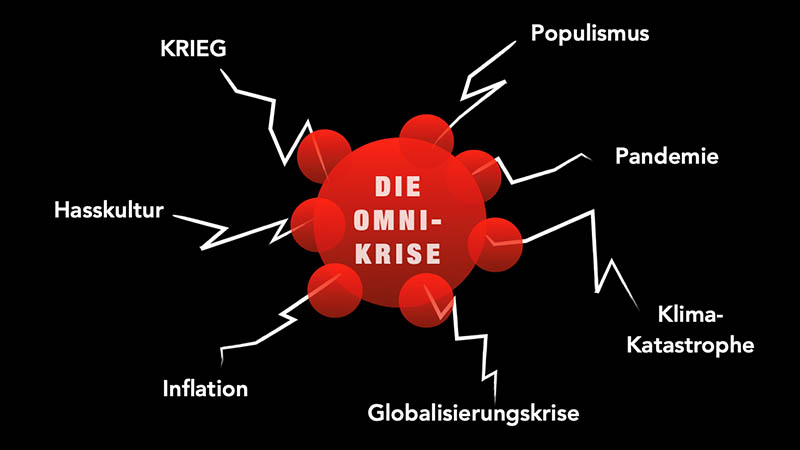 KRIEG
Populismus
Pandemie
Hasskultur
DIE
OMNI-
KRISE
Klima-
Katastrophe
Inflation
Globalisierungskrise